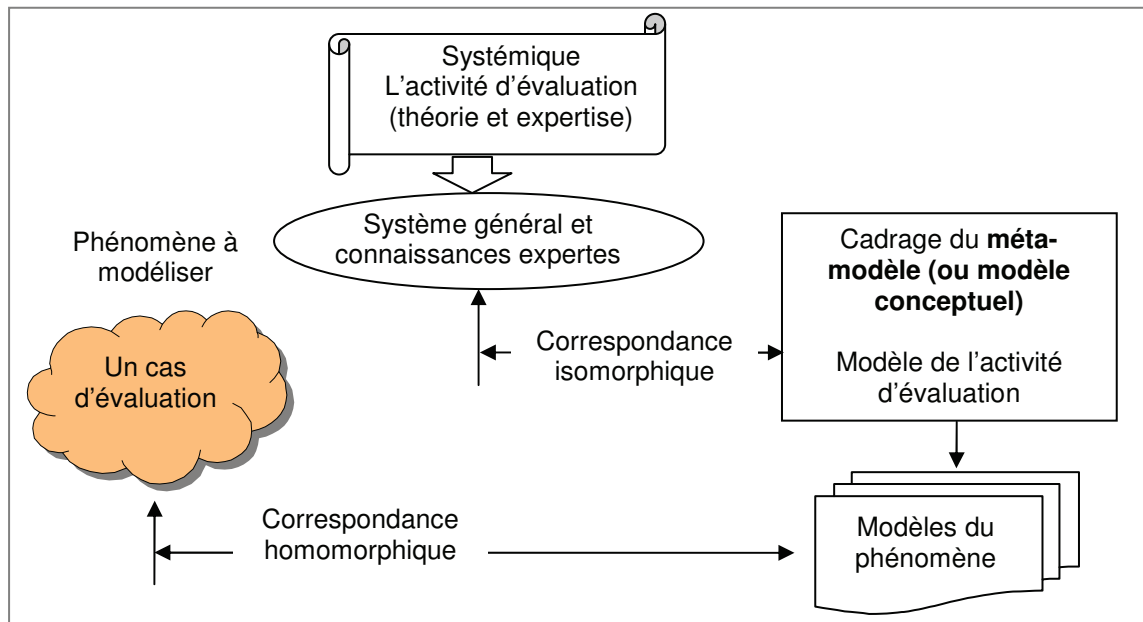 Systémique
L’activité d’évaluation
(théorie et expertise)
Système général et
connaissances expertes
Phénomène à
modéliser
Un cas
d’évaluation
Cadrage du méta-
modèle (ou modèle
conceptuel)
Modèle de l’activité
d’évaluation
Correspondance
isomorphique
Correspondance
homomorphique
Modèles du
phénomène